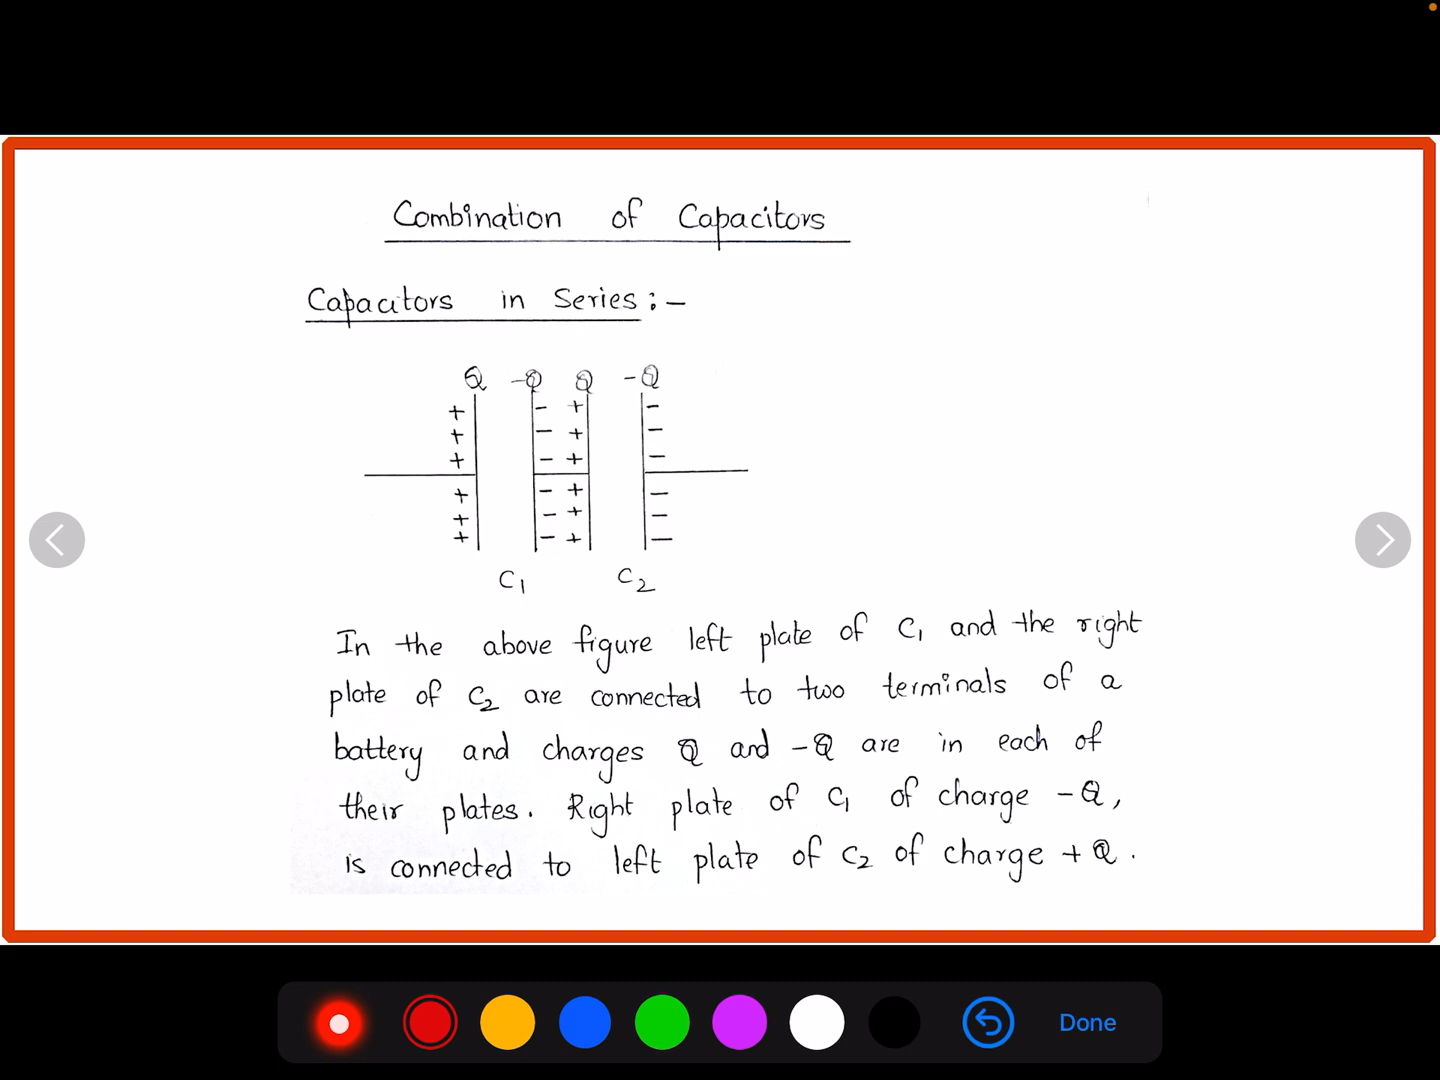 Combination of Capacitors
Capacitors in Series :-
Q -Q Q -Q
+ - + -
+ - + -
+ - + -
+ - + -
+ - + -
+ - + -
C1 C2
In the above figure left plate of C1 and the right
plate of C2 are connected to two terminals of a
battery and charges Q and -Q are in each of
their plates. Right plate of C1 of charge -Q,
is connected to left plate of C2 of charge +Q.
Done